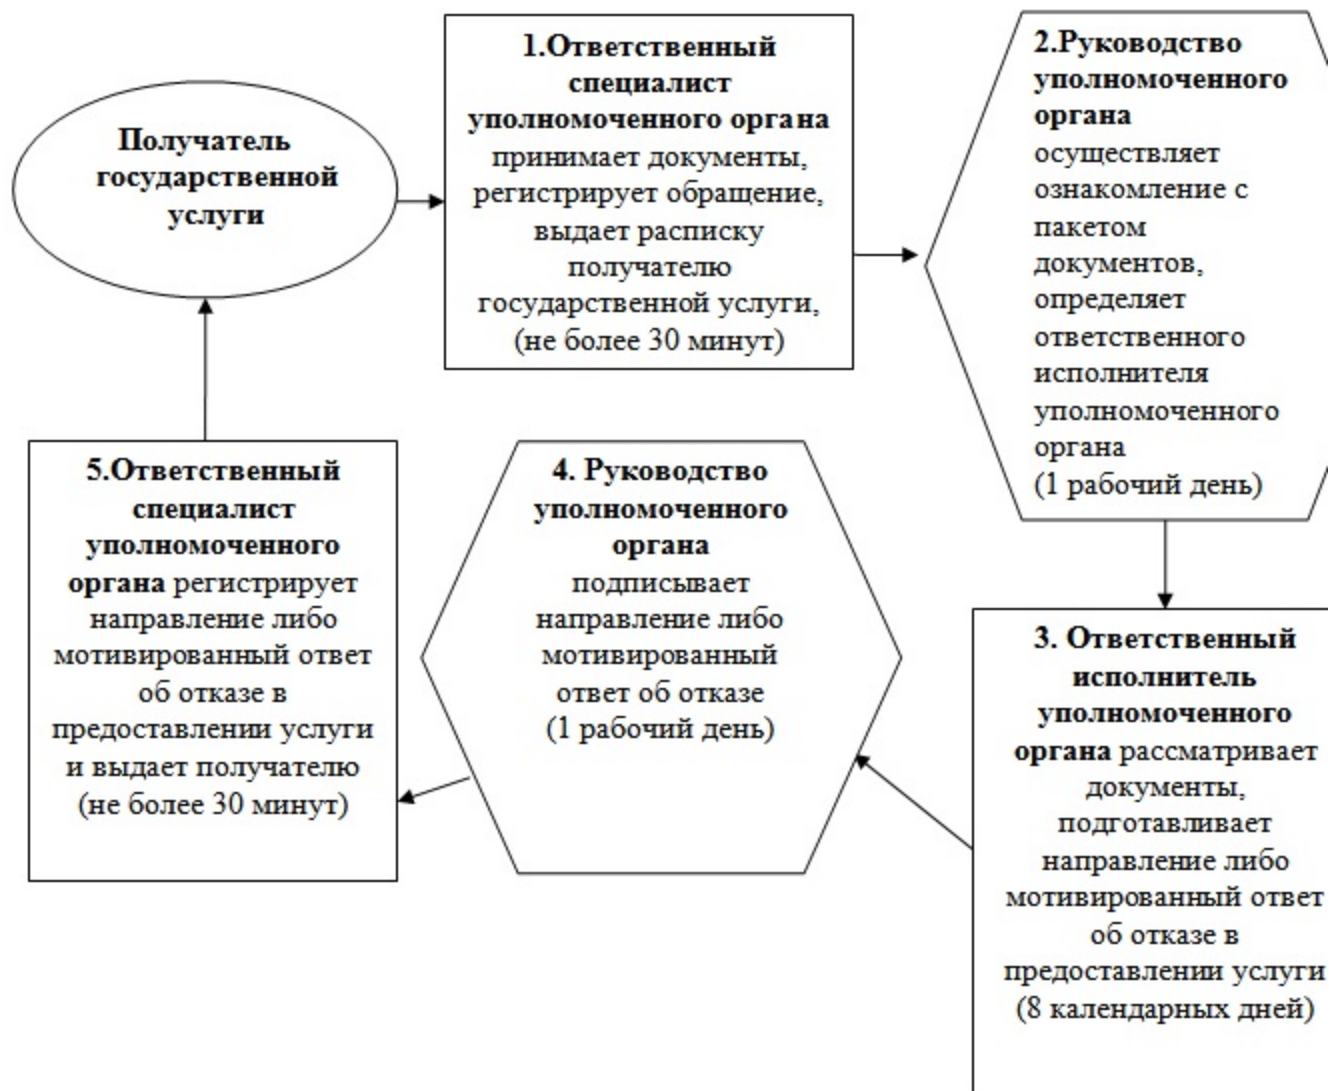 Получатель
государственной
услуги
1.Ответственный
специалист
уполномоченного органа
принимает документы,
регистрирует обращение,
выдает расписку
получателю
государственной услуги,
(не более 30 минут)
2.Руководство
уполномоченного
органа
осуществляет
ознакомление с
пакетом
документов,
определяет
ответственного
исполнителя
уполномоченного
органа
(1 рабочий день)
3. Ответственный
исполнитель
уполномоченного
органа рассматривает
документы,
подготавливает
направление либо
мотивированный ответ
об отказе в
предоставлении услуги
(8 календарных дней)
4. Руководство
уполномоченного
органа
подписывает
направление либо
мотивированный
ответ об отказе
(1 рабочий день)
5.Ответственный
специалист
уполномоченного
органа регистрирует
направление либо
мотивированный ответ
об отказе в
предоставлении услуги
и выдает получателю
(не более 30 минут)